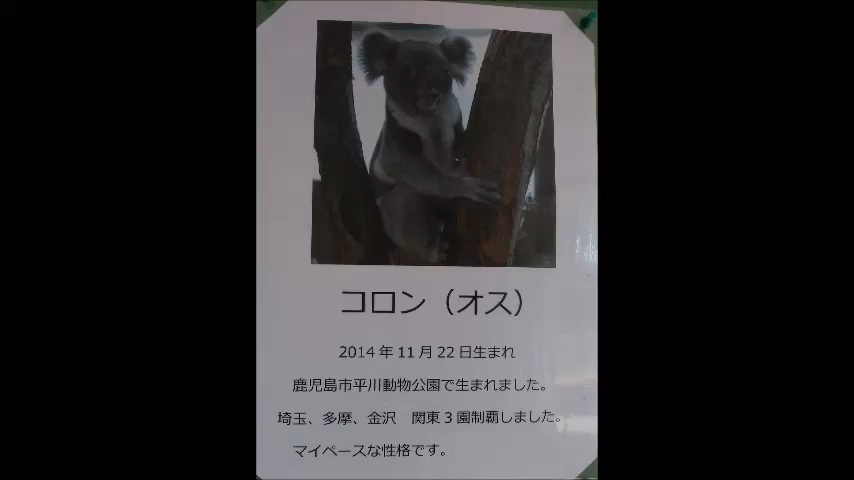 コロン（オス）
2014年11月22日生まれ
鹿児島市平川動物公園で生まれました。
埼玉、多摩、金沢　関東3園制覇しました。
マイペースな性格です。